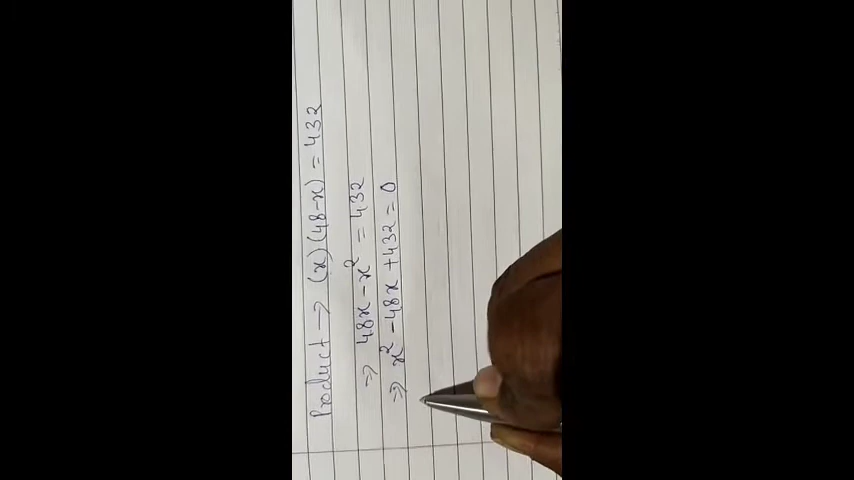 Product → (x)(48-x) = 432
⇒ 48x - x² = 432
⇒ x² - 48x + 432 = 0